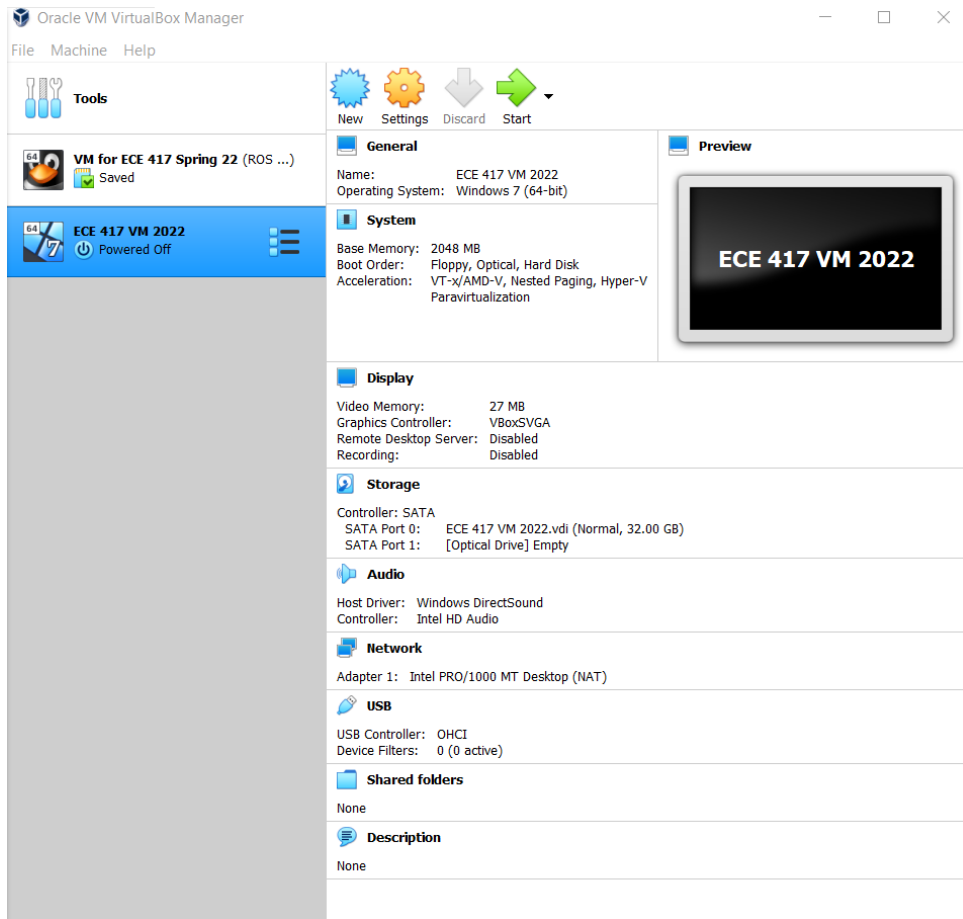 Oracle VM VirtualBox Manager
File Machine Help
Tools
New Settings Discard Start
64
VM for ECE 417 Spring 22 (ROS ...)
Saved
64
7
ECE 417 VM 2022
Powered Off
General
Name: ECE 417 VM 2022
Operating System: Windows 7 (64-bit)
System
Base Memory: 2048 MB
Boot Order: Floppy, Optical, Hard Disk
Acceleration: VT-x/AMD-V, Nested Paging, Hyper-V
Paravirtualization
Preview
ECE 417 VM 2022
Display
Video Memory: 27 MB
Graphics Controller: VBoxSVGA
Remote Desktop Server: Disabled
Recording: Disabled
Storage
Controller: SATA
SATA Port 0: ECE 417 VM 2022.vdi (Normal, 32.00 GB)
SATA Port 1: [Optical Drive] Empty
Audio
Host Driver: Windows DirectSound
Controller: Intel HD Audio
Network
Adapter 1: Intel PRO/1000 MT Desktop (NAT)
USB
USB Controller: OHCI
Device Filters: 0 (0 active)
Shared folders
None
Description
None